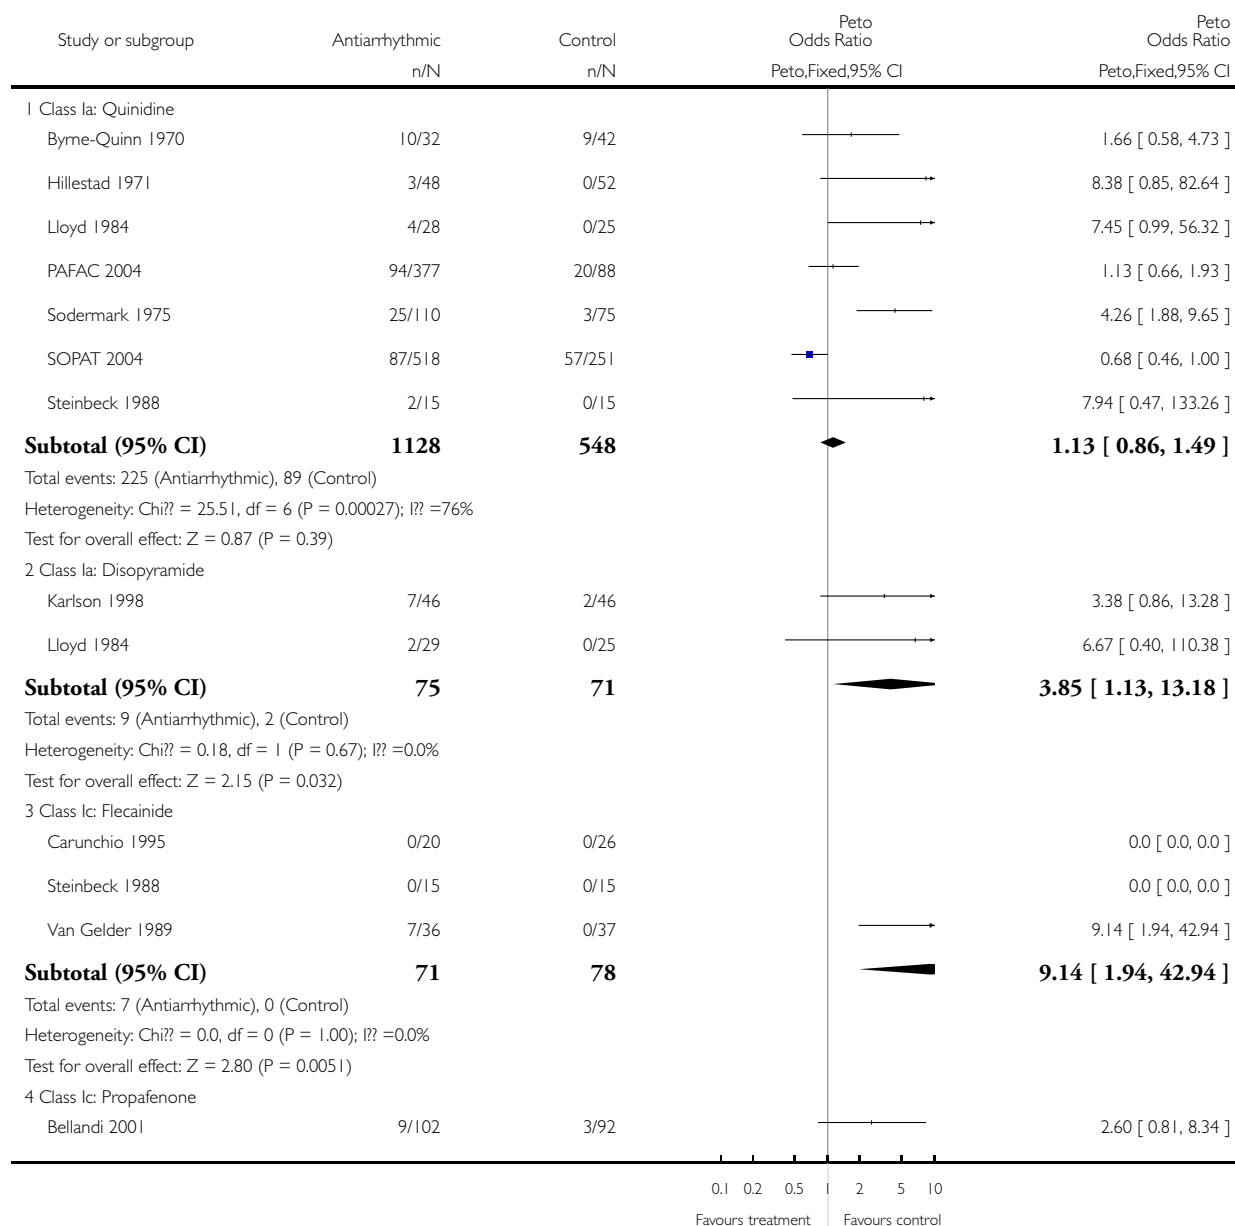 Peto Peto
Study or subgroup Antiarrhythmic Control Odds Ratio Odds Ratio
n/N n/N Peto,Fixed,95% CI Peto,Fixed,95% CI
1 Class Ia: Quinidine
Byrne-Quinn 1970 10/32 9/42 1.66 [ 0.58, 4.73 ]
Hillestad 1971 3/48 0/52 8.38 [ 0.85, 82.64 ]
Lloyd 1984 4/28 0/25 7.45 [ 0.99, 56.32 ]
PAFAC 2004 94/377 20/88 1.13 [ 0.66, 1.93 ]
Sodermark 1975 25/110 3/75 4.26 [ 1.88, 9.65 ]
SOPAT 2004 87/518 57/251 0.68 [ 0.46, 1.00 ]
Steinbeck 1988 2/15 0/15 7.94 [ 0.47, 133.26 ]
Subtotal (95% CI) 1128 548 1.13 [ 0.86, 1.49 ]
Total events: 225 (Antiarrhythmic), 89 (Control)
Heterogeneity: Chi?? = 25.51, df = 6 (P = 0.00027); I?? =76%
Test for overall effect: Z = 0.87 (P = 0.39)
2 Class Ia: Disopyramide
Karlson 1998 7/46 2/46 3.38 [ 0.86, 13.28 ]
Lloyd 1984 2/29 0/25 6.67 [ 0.40, 110.38 ]
Subtotal (95% CI) 75 71 3.85 [ 1.13, 13.18 ]
Total events: 9 (Antiarrhythmic), 2 (Control)
Heterogeneity: Chi?? = 0.18, df = 1 (P = 0.67); I?? =0.0%
Test for overall effect: Z = 2.15 (P = 0.032)
3 Class Ic: Flecainide
Carunchio 1995 0/20 0/26 0.0 [ 0.0, 0.0 ]
Steinbeck 1988 0/15 0/15 0.0 [ 0.0, 0.0 ]
Van Gelder 1989 7/36 0/37 9.14 [ 1.94, 42.94 ]
Subtotal (95% CI) 71 78 9.14 [ 1.94, 42.94 ]
Total events: 7 (Antiarrhythmic), 0 (Control)
Heterogeneity: Chi?? = 0.0, df = 0 (P = 1.00); I?? =0.0%
Test for overall effect: Z = 2.80 (P = 0.0051)
4 Class Ic: Propafenone
Bellandi 2001 9/102 3/92 2.60 [ 0.81, 8.34 ]
0.1 0.2 0.5 1 2 5 10
Favours treatment Favours control